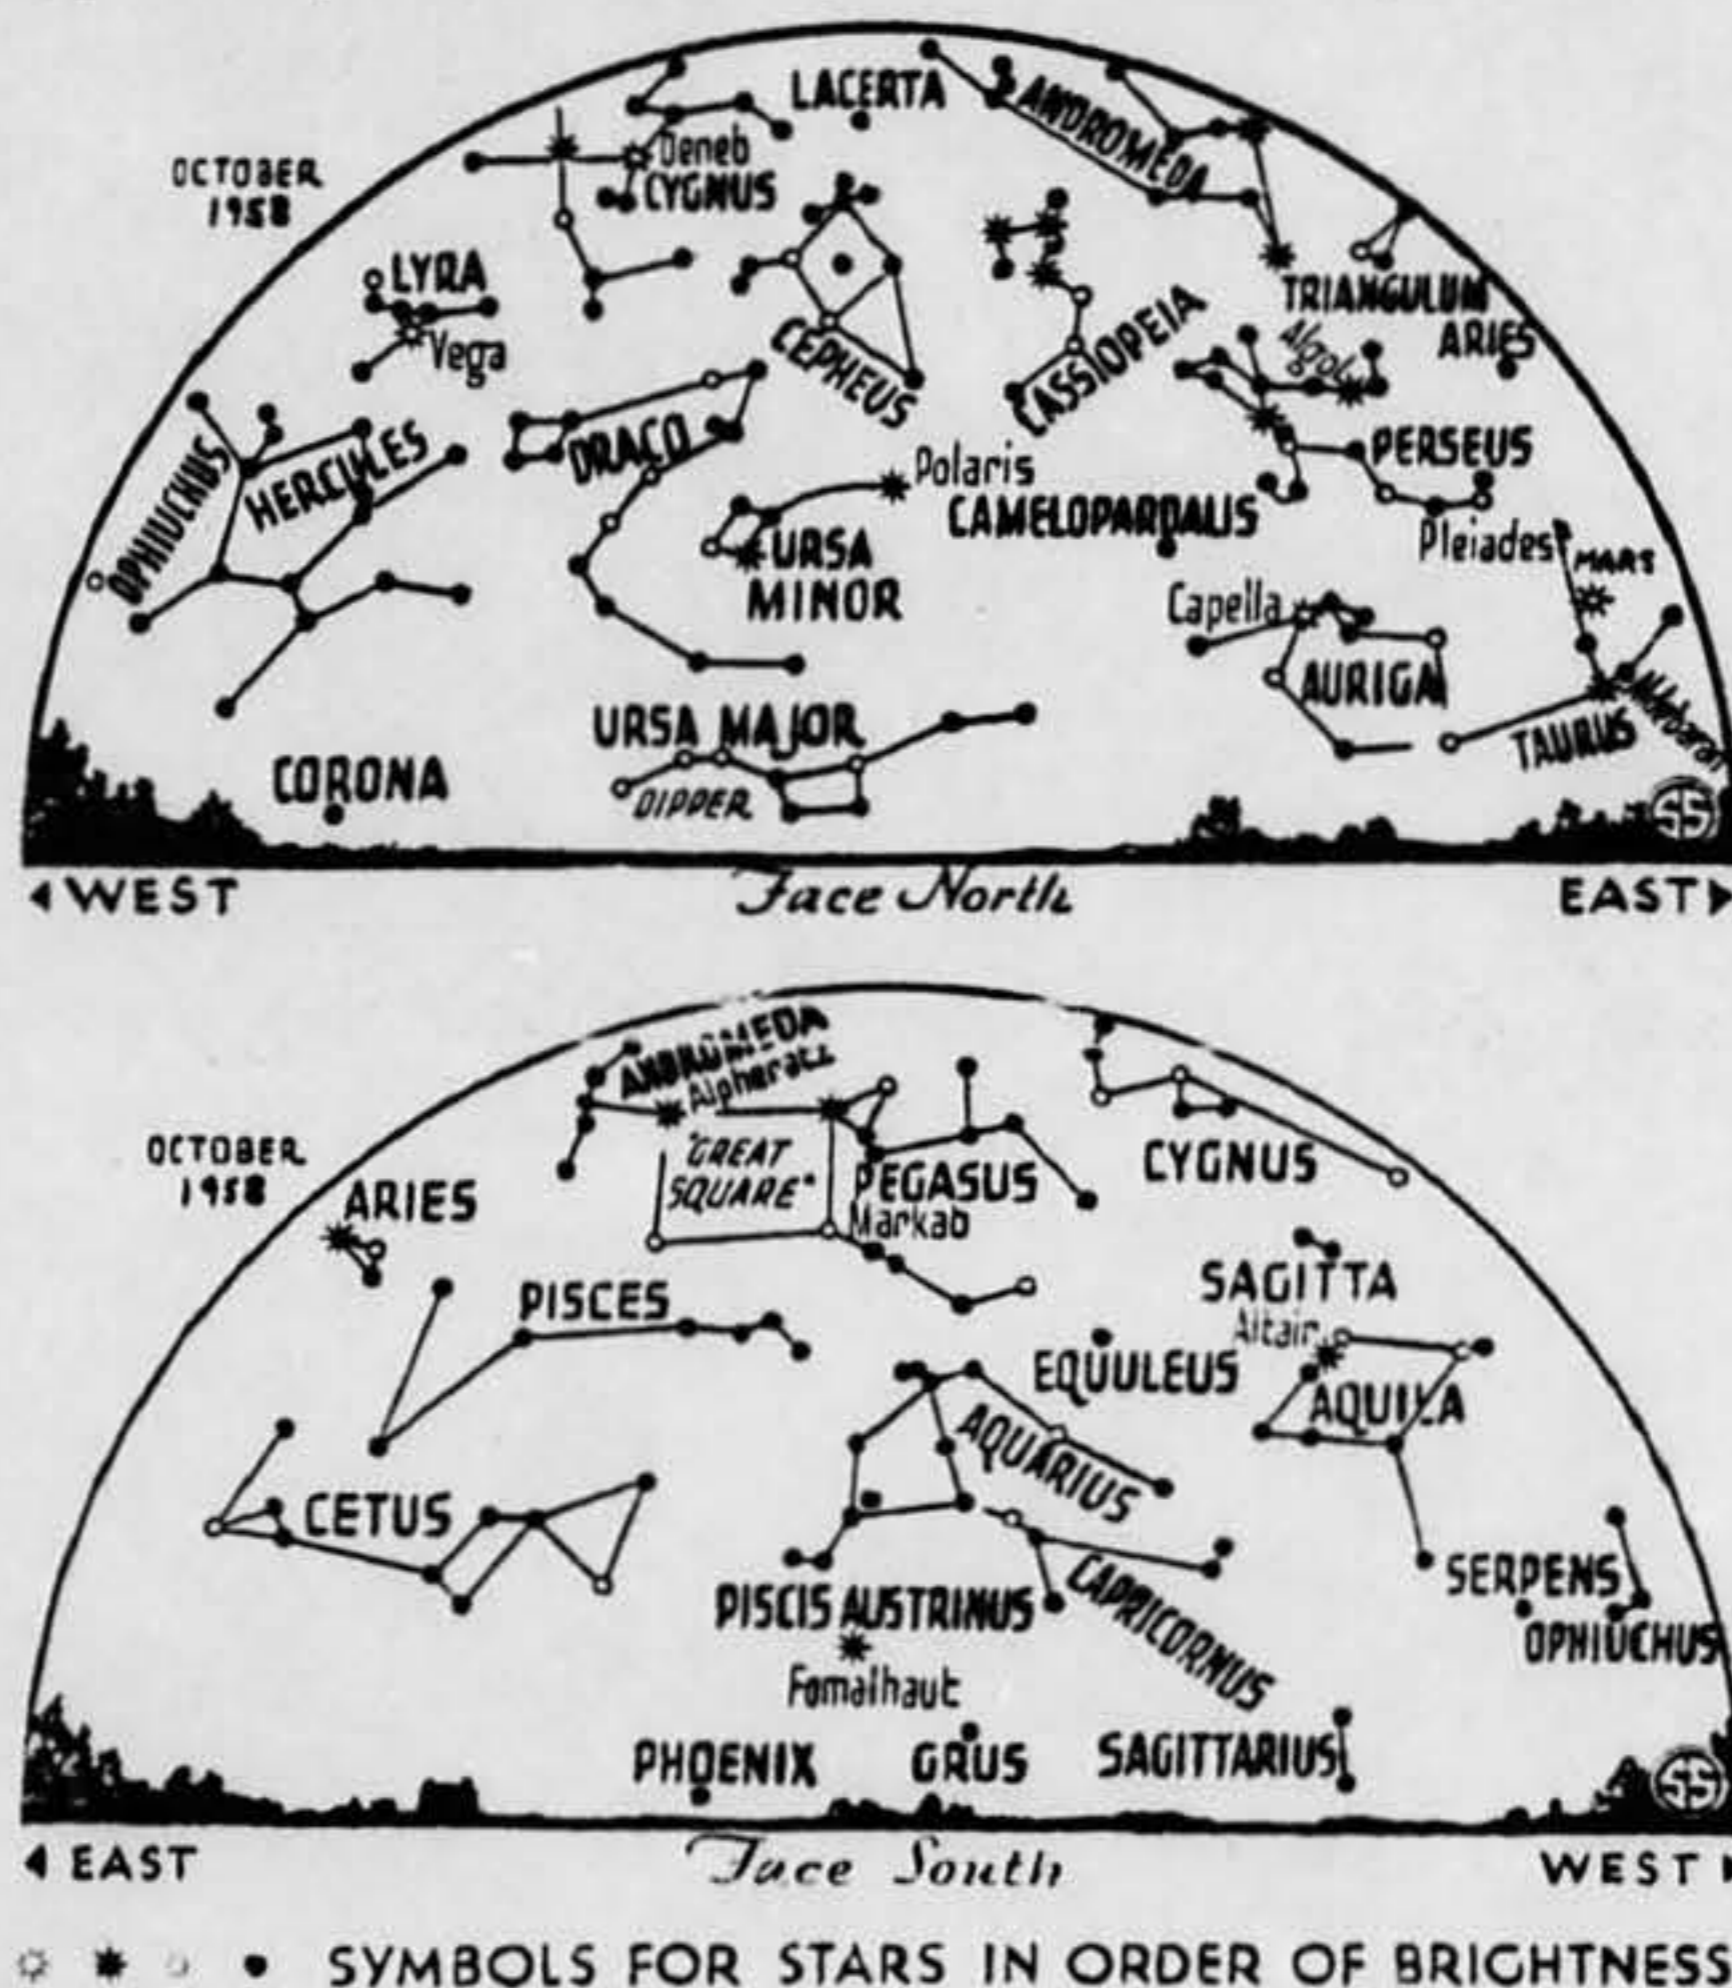 LACERTA
ANDROMEDA
OCTOBER
1958
Deneb
CYGNUS
LYRA
Vega
CEPHEUS
CASSIOPEIA
TRIANGULUM
Algol
ARIES
OPHIUCHUS
HERCULES
DRACO
Polaris
PERSEUS
CAMELOPARDALIS
Pleiades
MARS
URSA
MINOR
Capella
AURIGA
URSA MAJOR
TAURUS
Aldebaran
CORONA
DIPPER
SS
WEST
Face North
EAST
ANDROMEDA
Alpheratz
OCTOBER
1958
ARIES
"GREAT
SQUARE"
PEGASUS
Markab
CYGNUS
PISCES
SAGITTA
Altair
EQUULEUS
AQUILA
AQUARIUS
CETUS
SERPENS
PISCIS AUSTRINUS
CAPRICORNUS
OPHIUCHUS
Fomalhaut
PHOENIX
GRUS
SAGITTARIUS
SS
EAST
Face South
WEST
SYMBOLS FOR STARS IN ORDER OF BRIGHTNESS